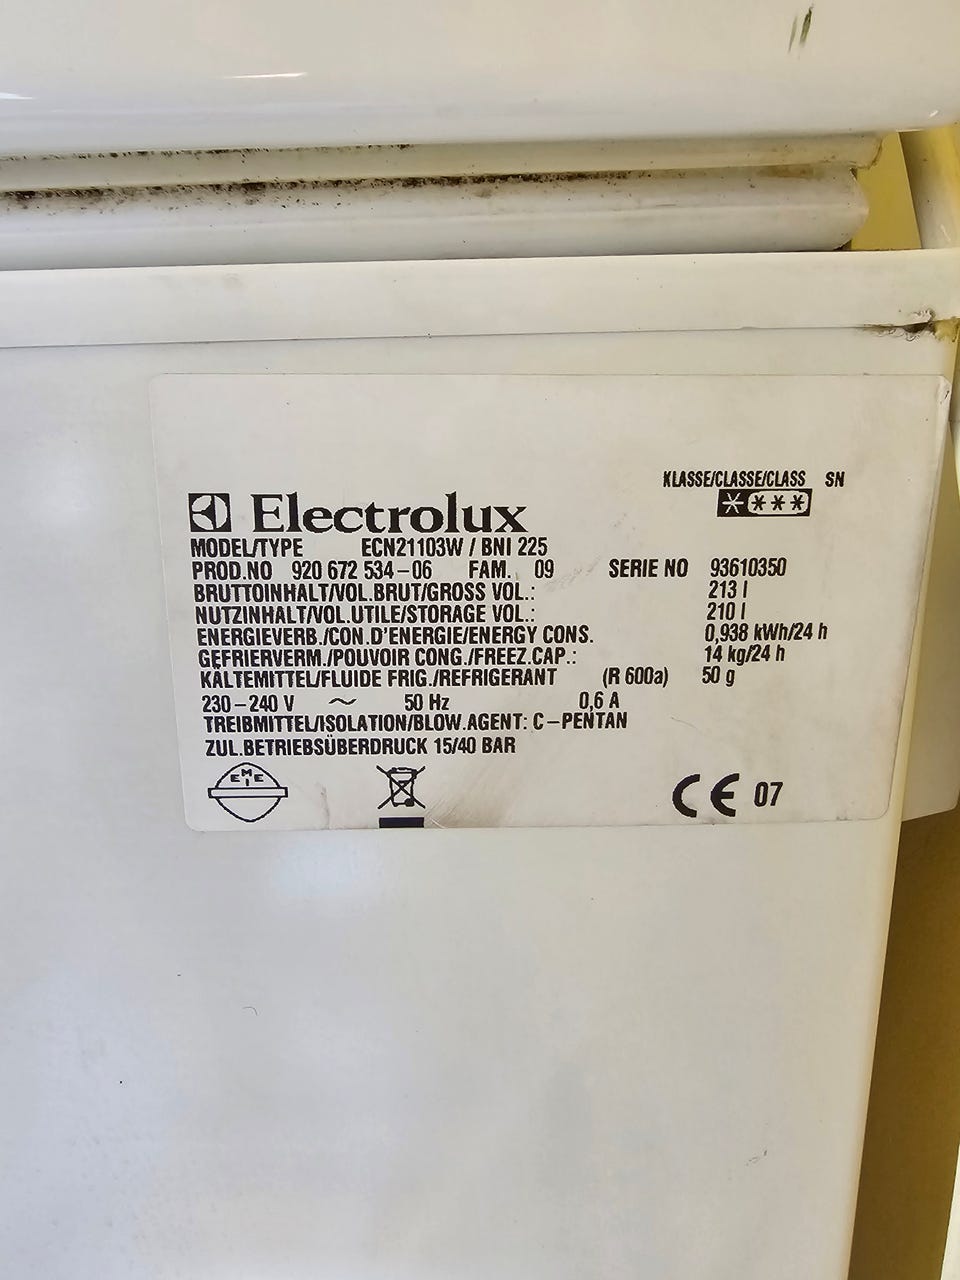 KLASSE/CLASSE/CLASS SN
Electrolux
MODEL/TYPE ECN21103W / BNI 225
PROD.NO 920 672 534-06 FAM. 09 SERIE NO 93610350
BRUTTOINHALT/VOL.BRUT/GROSS VOL.: 213 l
NUTZINHALT/VOL.UTILE/STORAGE VOL.: 210 l
ENERGIEVERB./CON.D'ENERGIE/ENERGY CONS. 0,938 kWh/24 h
GEFRIERVERM./POUVOIR CONG./FREEZ.CAP.: 14 kg/24 h
KÄLTEMITTEL/FLUIDE FRIG./REFRIGERANT (R 600a) 50 g
230-240 V ~ 50 Hz 0,6 A
TREIBMITTEL/ISOLATION/BLOW.AGENT: C-PENTAN
ZUL.BETRIEBSÜBERDRUCK 15/40 BAR
EMEI
CE 07